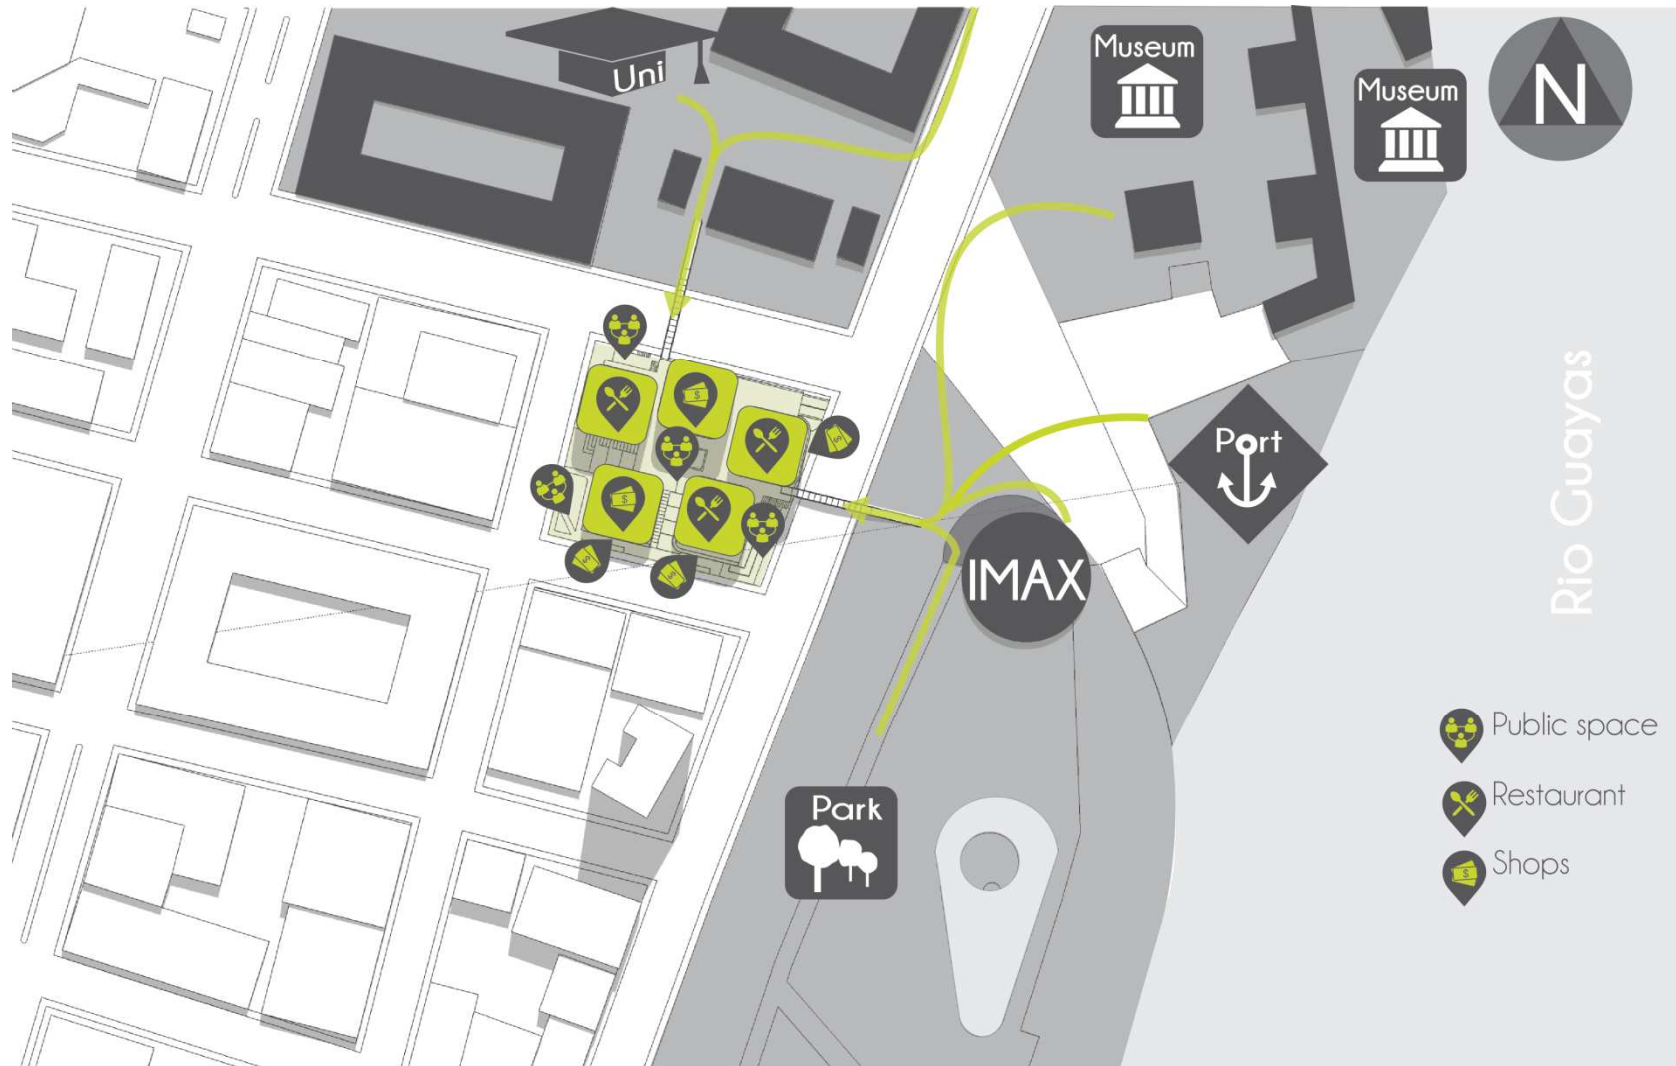 Uni
Museum
Museum
N
Port
IMAX
Rio Guayas
Park
Public space
Restaurant
Shops